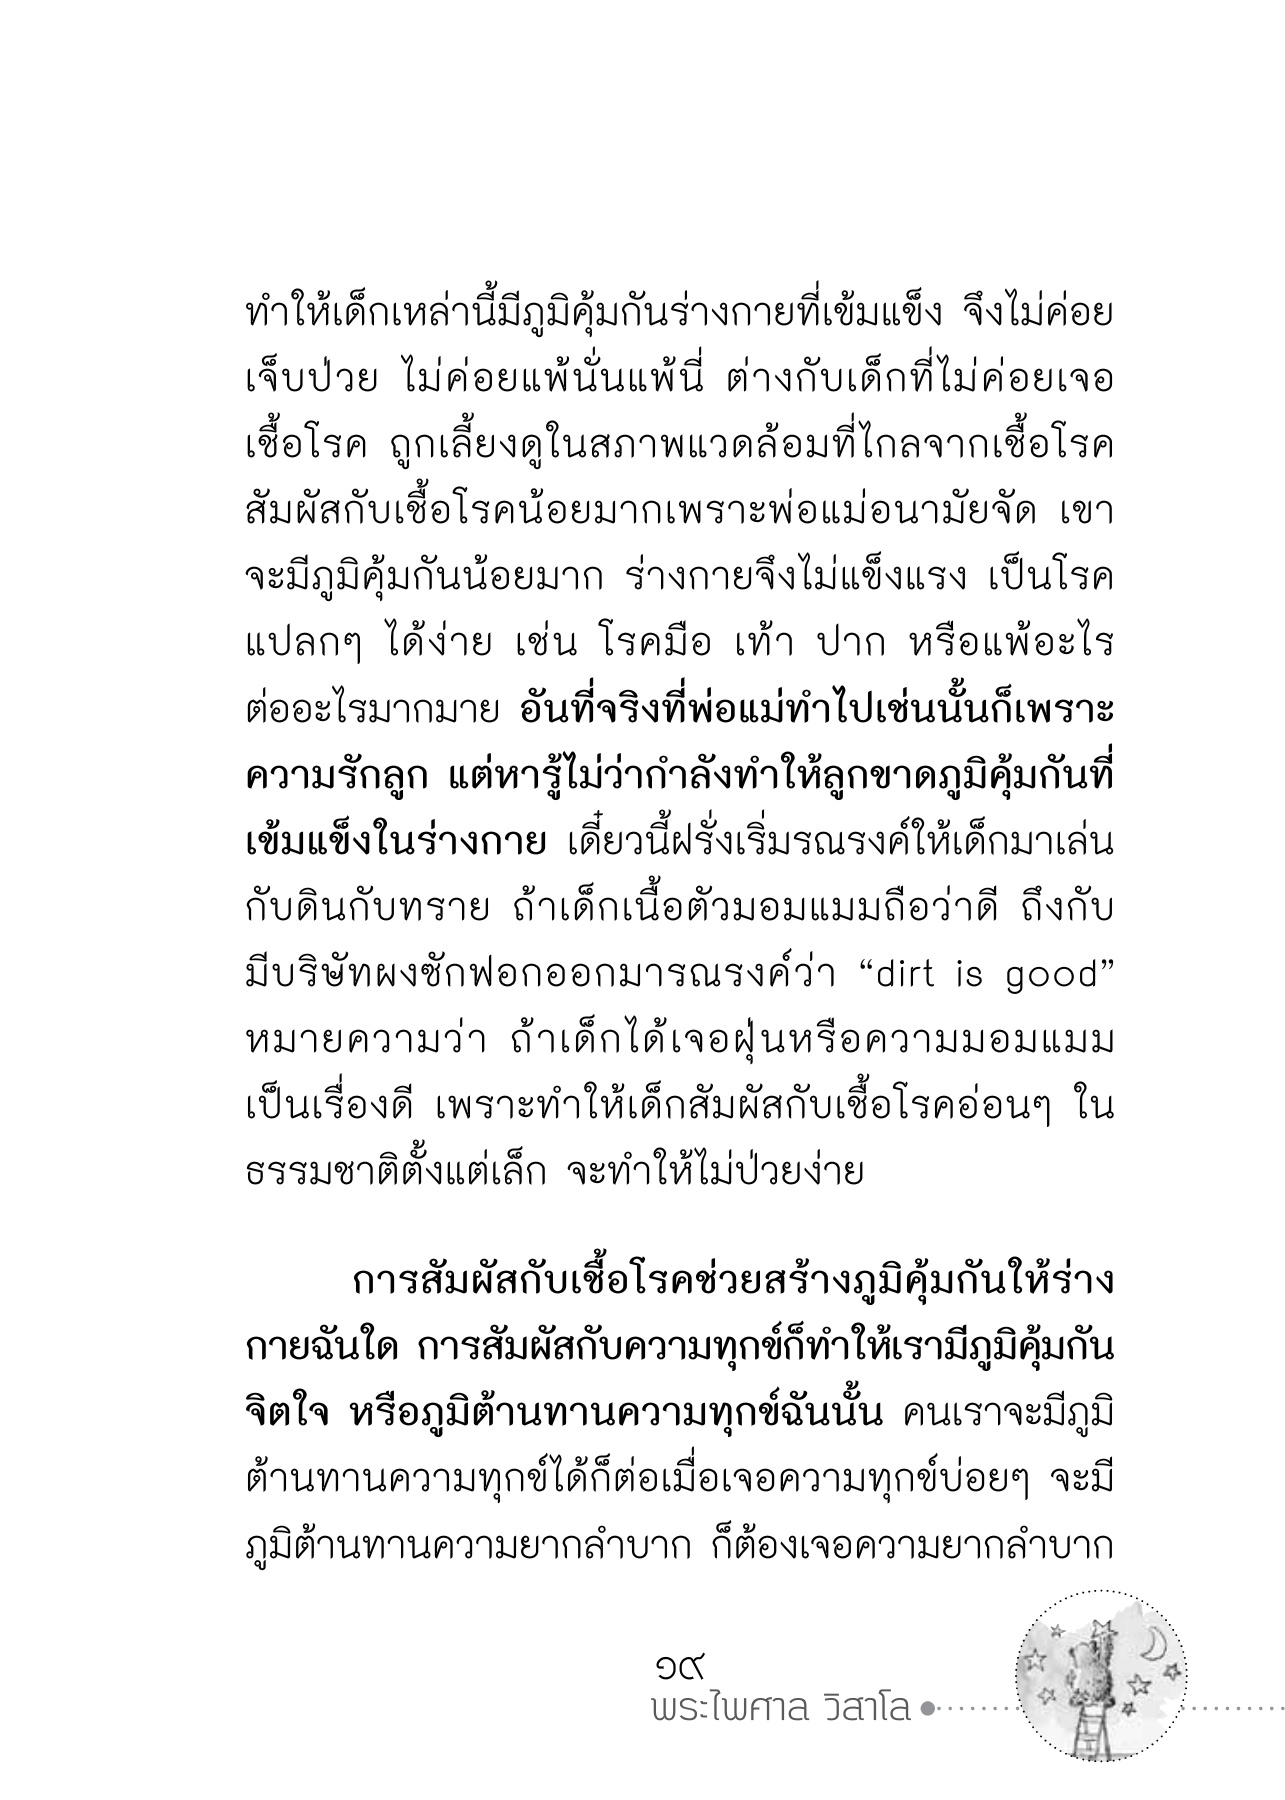 ทำให้เด็กเหล่านี้มีภูมิคุ้มกันร่างกายที่เข้มแข็ง จึงไม่ค่อย
เจ็บป่วย ไม่ค่อยแพ้นั่นแพ้นี่ ต่างกับเด็กที่ไม่ค่อยเจอ
เชื้อโรค ถูกเลี้ยงดูในสภาพแวดล้อมที่ไกลจากเชื้อโรค
สัมผัสกับเชื้อโรคน้อยมากเพราะพ่อแม่อนามัยจัด เขา
จะมีภูมิคุ้มกันน้อยมาก ร่างกายจึงไม่แข็งแรง เป็นโรค
แปลกๆ ได้ง่าย เช่น โรคมือ เท้า ปาก หรือแพ้อะไร
ต่ออะไรมากมาย อันที่จริงที่พ่อแม่ทำไปเช่นนั้นก็เพราะ
ความรักลูก แต่หารู้ไม่ว่ากำลังทำให้ลูกขาดภูมิคุ้มกันที่
เข้มแข็งในร่างกาย เดี๋ยวนี้ฝรั่งเริ่มรณรงค์ให้เด็กมาเล่น
กับดินกับทราย ถ้าเด็กเนื้อตัวมอมแมมถือว่าดี ถึงกับ
มีบริษัทผงซักฟอกออกมารณรงค์ว่า “dirt is good”
หมายความว่า ถ้าเด็กได้เจอฝุ่นหรือความมอมแมม
เป็นเรื่องดี เพราะทำให้เด็กสัมผัสกับเชื้อโรคอ่อนๆ ใน
ธรรมชาติตั้งแต่เล็ก จะทำให้ไม่ป่วยง่าย
การสัมผัสกับเชื้อโรคช่วยสร้างภูมิคุ้มกันให้ร่าง
กายฉันใด การสัมผัสกับความทุกข์ก็ทำให้เรามีภูมิคุ้มกัน
จิตใจ หรือภูมิต้านทานความทุกข์ฉันนั้น คนเราจะมีภูมิ
ต้านทานความทุกข์ได้ก็ต่อเมื่อเจอความทุกข์บ่อยๆ จะมี
ภูมิต้านทานความยากลำบาก ก็ต้องเจอความยากลำบาก
๑๙
พระไพศาล วิสาโล